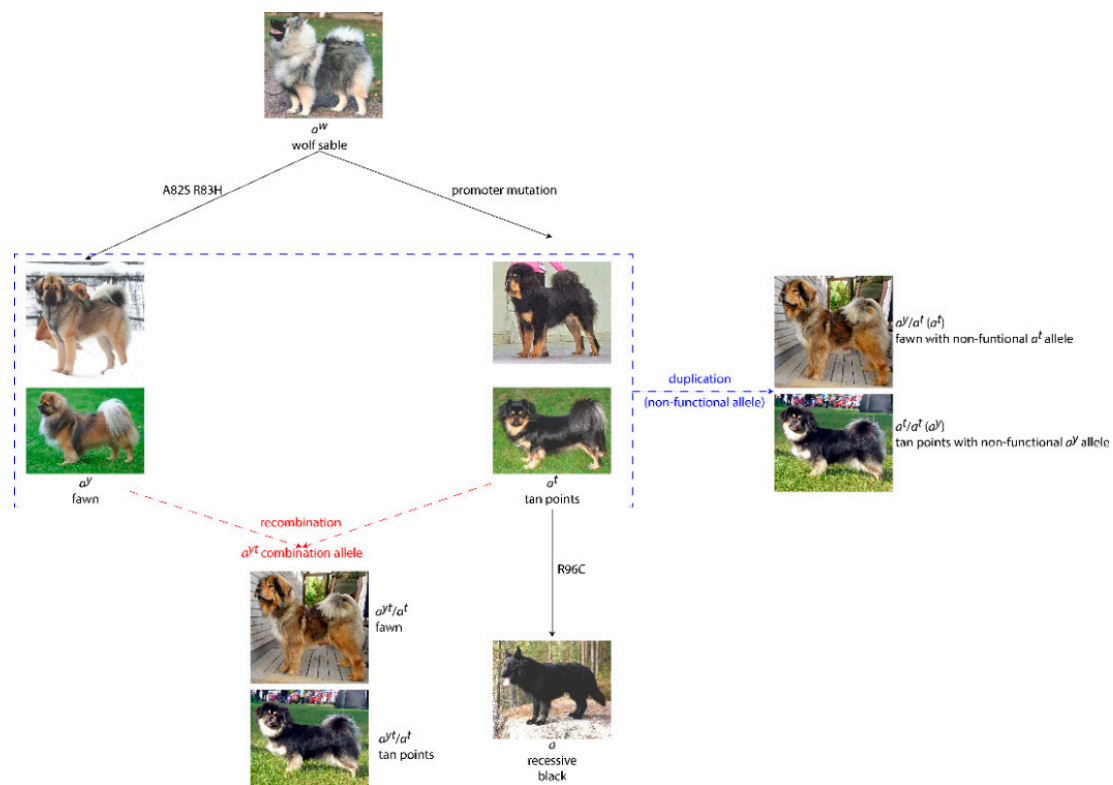 a^w
wolf sable
A82S R83H
promoter mutation
a^y
fawn
a^t
tan points
duplication
(non-functional allele)
a^y/a^t (a^t)
fawn with non-funtional a^t allele
a^t/a^t (a^y)
tan points with non-functional a^y allele
recombination
a^yt combination allele
a^yt/a^t
fawn
a^yt/a^t
tan points
R96C
a
recessive
black